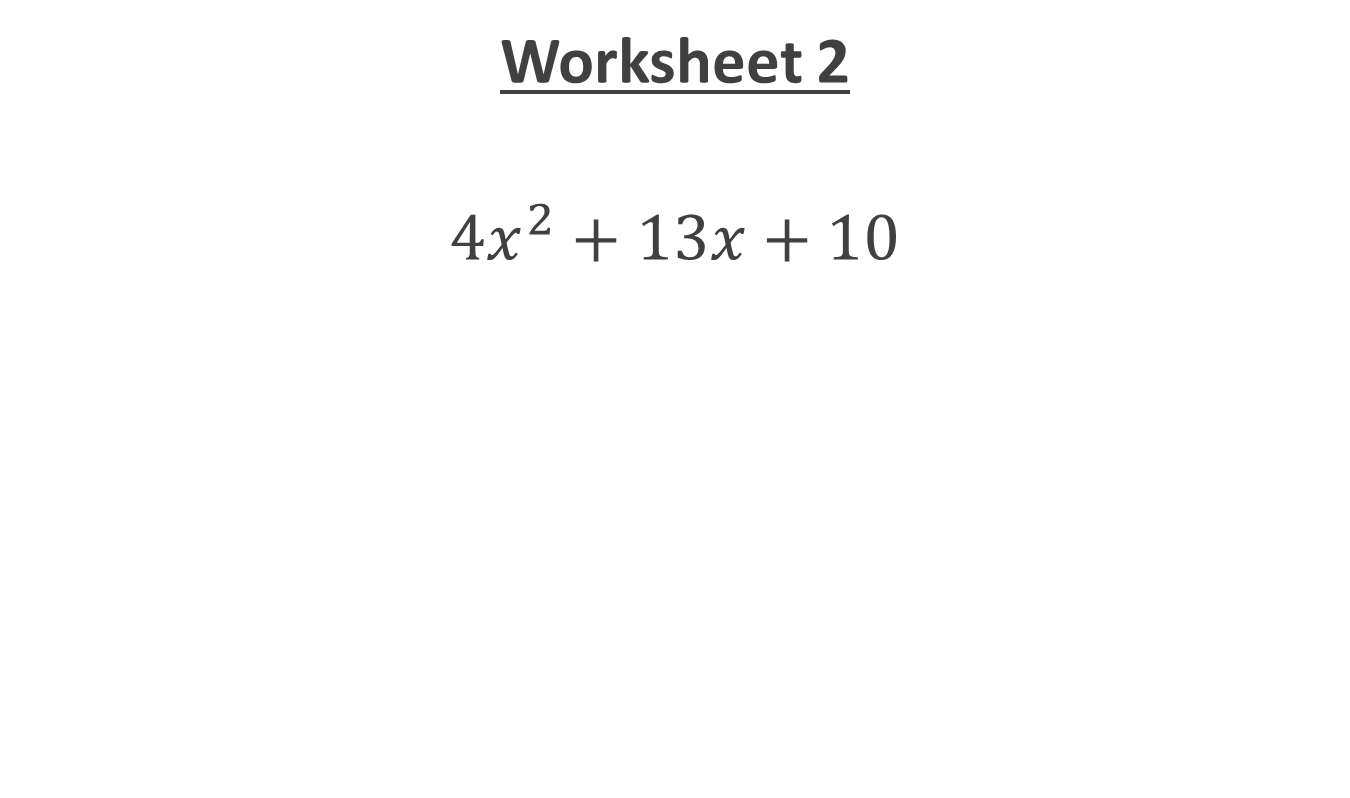 Worksheet 2
4x² + 13x + 10